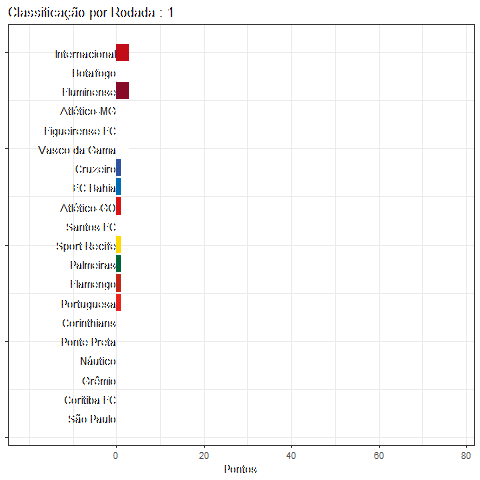 Classificação por Rodada : 1
Internacional
Botafogo
Fluminense
Atlético-MG
Figueirense FC
Vasco da Gama
Cruzeiro
EC Bahia
Atlético-GO
Santos FC
Sport Recife
Palmeiras
Flamengo
Portuguesa
Corinthians
Ponte Preta
Náutico
Grêmio
Coritiba FC
São Paulo
0 20 40 60 80
Pontos